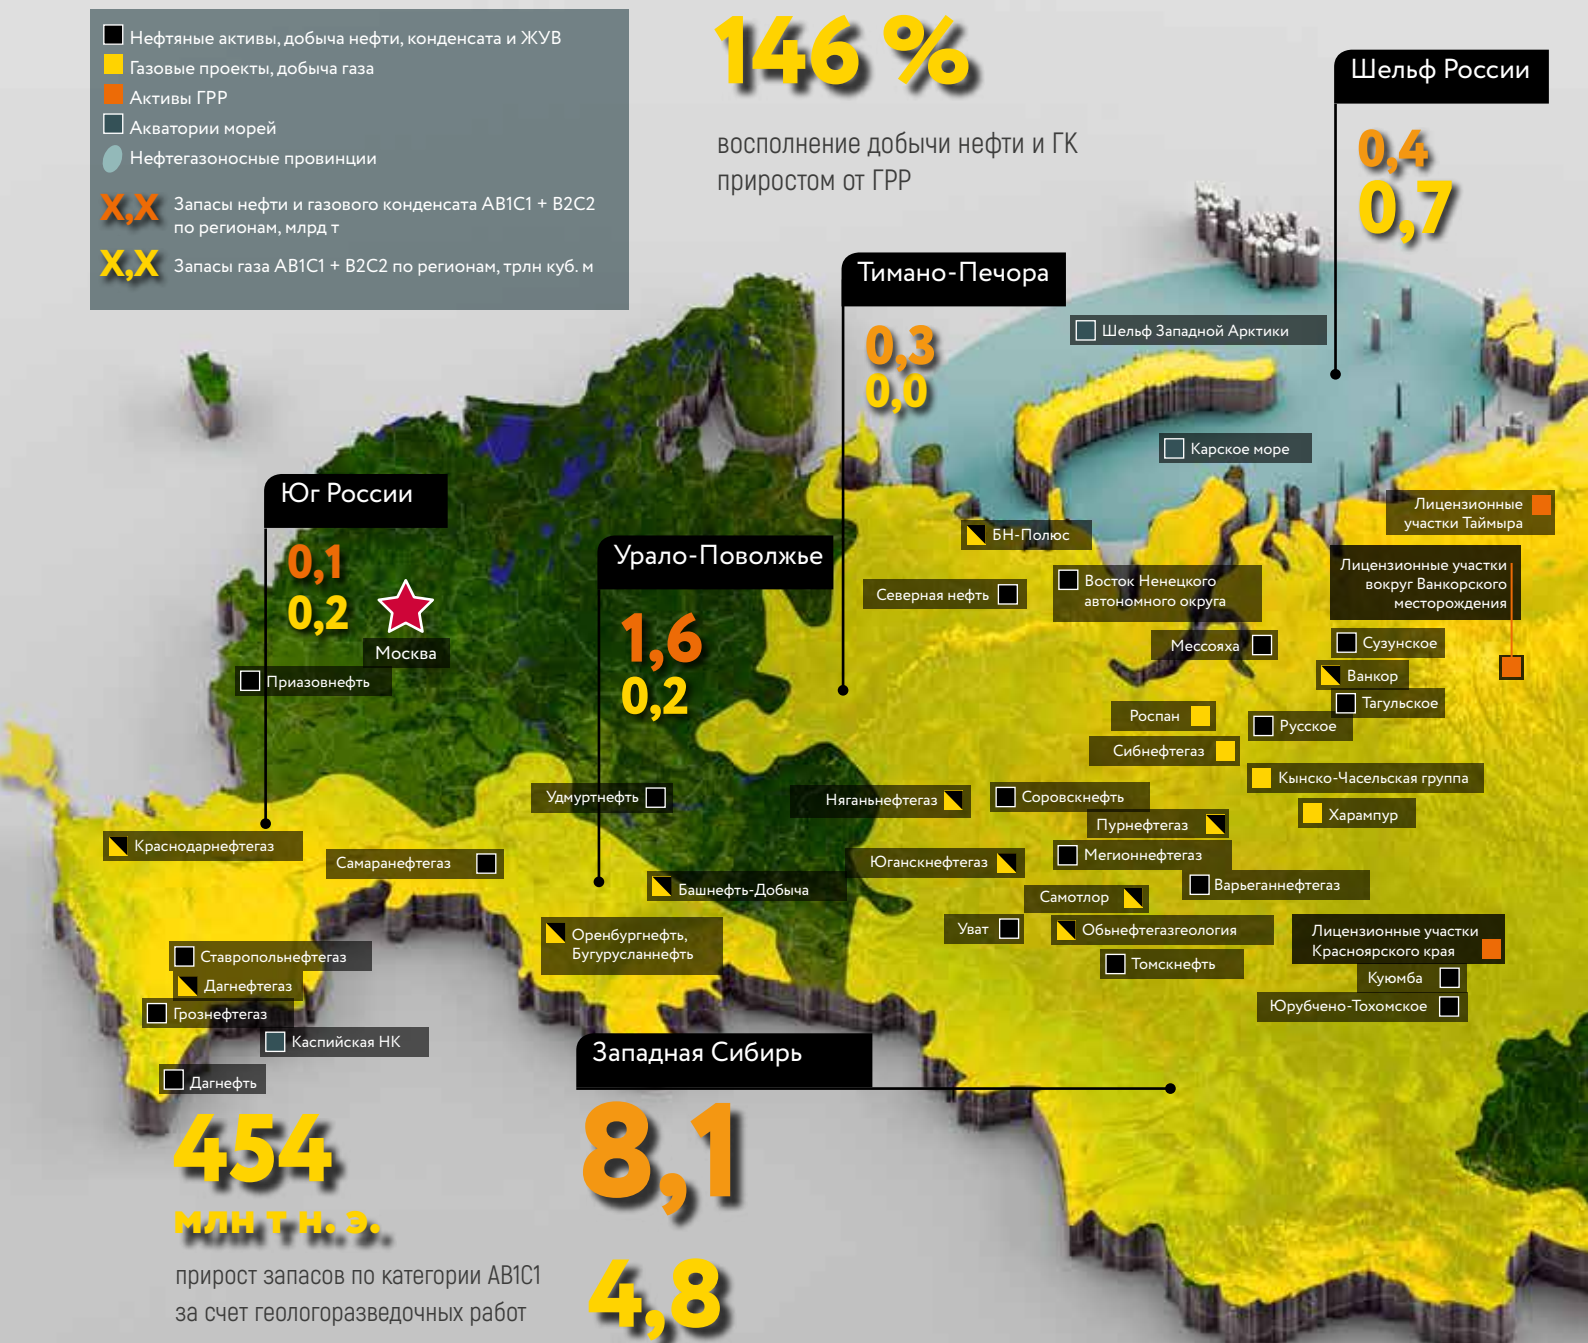 Нефтяные активы, добыча нефти, конденсата и ЖУВ
Газовые проекты, добыча газа
Активы ГРР
Акватории морей
Нефтегазоносные провинции
X,X Запасы нефти и газового конденсата АВ1С1 + В2С2
по регионам, млрд т
X,X Запасы газа АВ1С1 + В2С2 по регионам, трлн куб. м
146 %
восполнение добычи нефти и ГК
приростом от ГРР
Шельф России
0,4
0,7
Тимано-Печора
0,3
0,0
Шельф Западной Арктики
Карское море
Юг России
0,1
0,2
Москва
Приазовнефть
Урало-Поволжье
1,6
0,2
Лицензионные
участки Таймыра
БН-Полюс
Северная нефть
Восток Ненецкого
автономного округа
Лицензионные участки
вокруг Ванкорского
месторождения
Мессояха
Сузунское
Ванкор
Тагульское
Роспан
Русское
Сибнефтегаз
Кынско-Часельская группа
Харампур
Удмуртнефть
Няганьнефтегаз
Соровскнефть
Пурнефтегаз
Краснодарнефтегаз
Самаранефтегаз
Башнефть-Добыча
Юганскнефтегаз
Мегионнефтегаз
Варьеганнефтегаз
Самотлор
Уват
Обьнефтегазгеология
Томскнефть
Лицензионные участки
Красноярского края
Куюмба
Юрубчено-Тохомское
Оренбургнефть,
Бугурусланнефть
Ставропольнефтегаз
Дагнефтегаз
Грознефтегаз
Каспийская НК
Дагнефть
Западная Сибирь
8,1
4,8
454
млн т н. э.
прирост запасов по категории АВ1С1
за счет геологоразведочных работ